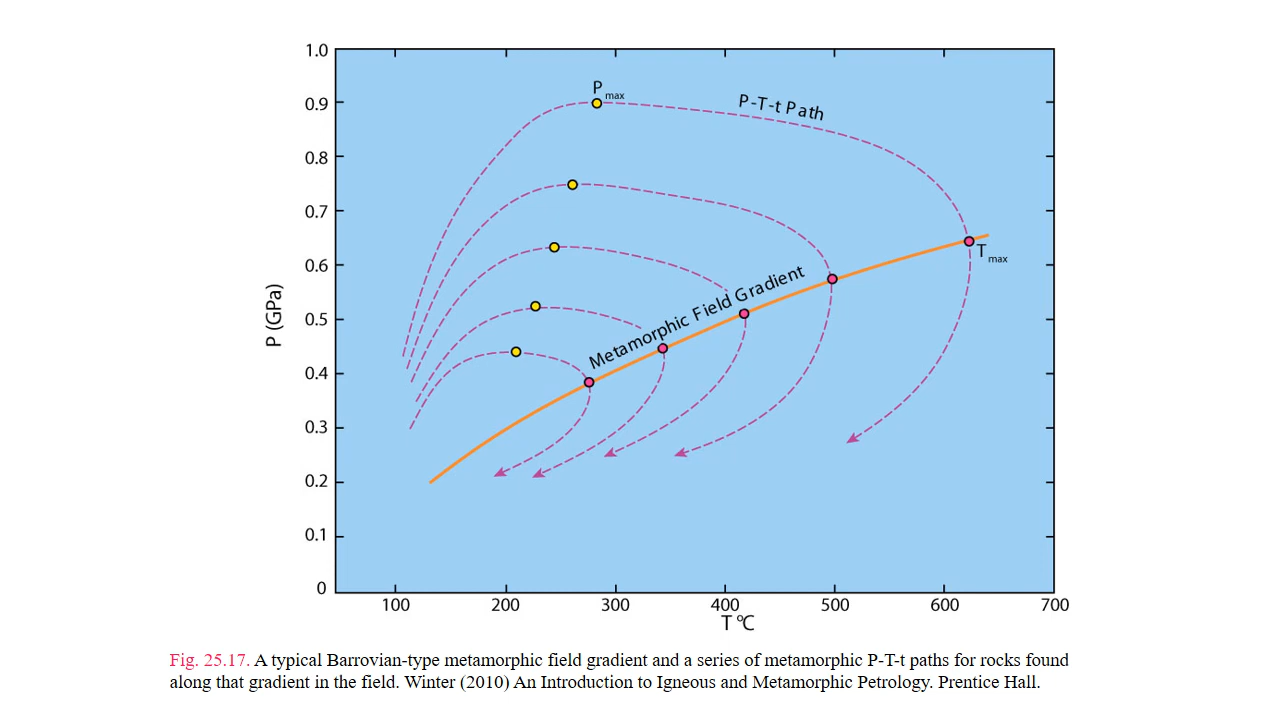 1.0
0.9
0.8
0.7
0.6
0.5
0.4
0.3
0.2
0.1
0
P (GPa)
P max
P-T-t Path
Metamorphic Field Gradient
T max
100 200 300 400 500 600 700
T °C
Fig. 25.17. A typical Barrovian-type metamorphic field gradient and a series of metamorphic P-T-t paths for rocks found
along that gradient in the field. Winter (2010) An Introduction to Igneous and Metamorphic Petrology. Prentice Hall.